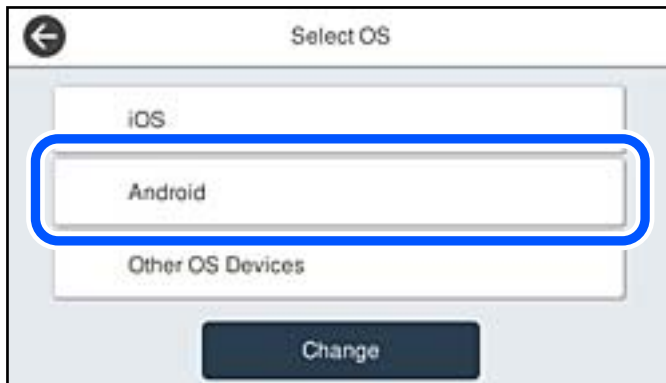 Select OS
iOS
Android
Other OS Devices
Change